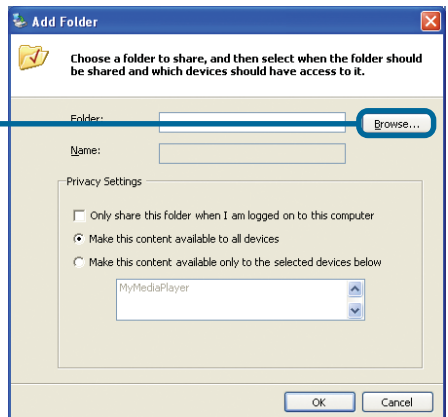 Add Folder
Choose a folder to share, and then select when the folder should
be shared and which devices should have access to it.
Folder:
Browse...
Name:
Privacy Settings
Only share this folder when I am logged on to this computer
Make this content available to all devices
Make this content available only to the selected devices below
MyMediaPlayer
OK
Cancel